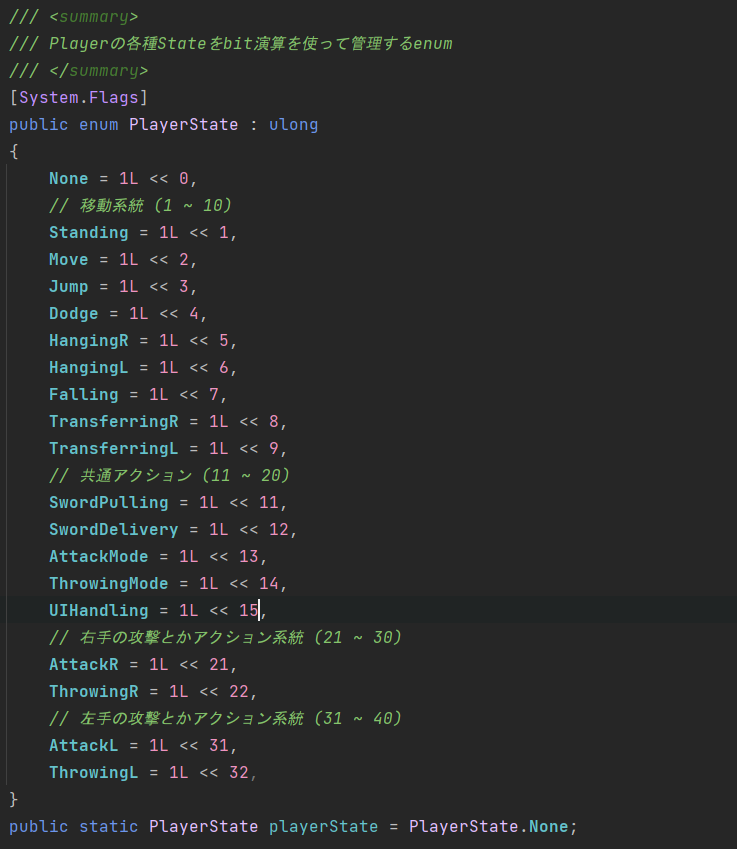 /// <summary>
/// Playerの各種Stateをbit演算を使って管理するenum
/// </summary>
[System.Flags]
public enum PlayerState : ulong
{
    None = 1L << 0,
    // 移動系統 (1 ~ 10)
    Standing = 1L << 1,
    Move = 1L << 2,
    Jump = 1L << 3,
    Dodge = 1L << 4,
    HangingR = 1L << 5,
    HangingL = 1L << 6,
    Falling = 1L << 7,
    TransferringR = 1L << 8,
    TransferringL = 1L << 9,
    // 共通アクション (11 ~ 20)
    SwordPulling = 1L << 11,
    SwordDelivery = 1L << 12,
    AttackMode = 1L << 13,
    ThrowingMode = 1L << 14,
    UIHandling = 1L << 15,
    // 右手の攻撃とかアクション系統 (21 ~ 30)
    AttackR = 1L << 21,
    ThrowingR = 1L << 22,
    // 左手の攻撃とかアクション系統 (31 ~ 40)
    AttackL = 1L << 31,
    ThrowingL = 1L << 32,
}
public static PlayerState playerState = PlayerState.None;